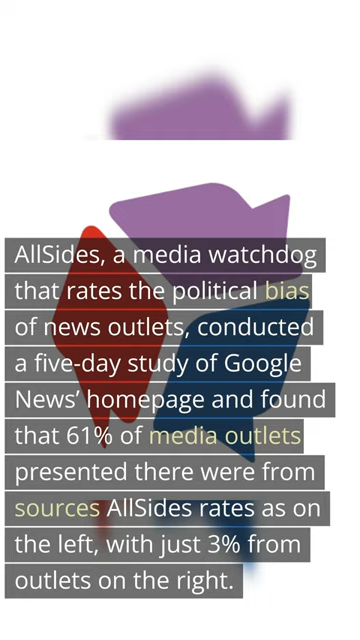 AllSides, a media watchdog
that rates the political bias
of news outlets, conducted
a five-day study of Google
News’ homepage and found
that 61% of media outlets
presented there were from
sources AllSides rates as on
the left, with just 3% from
outlets on the right.